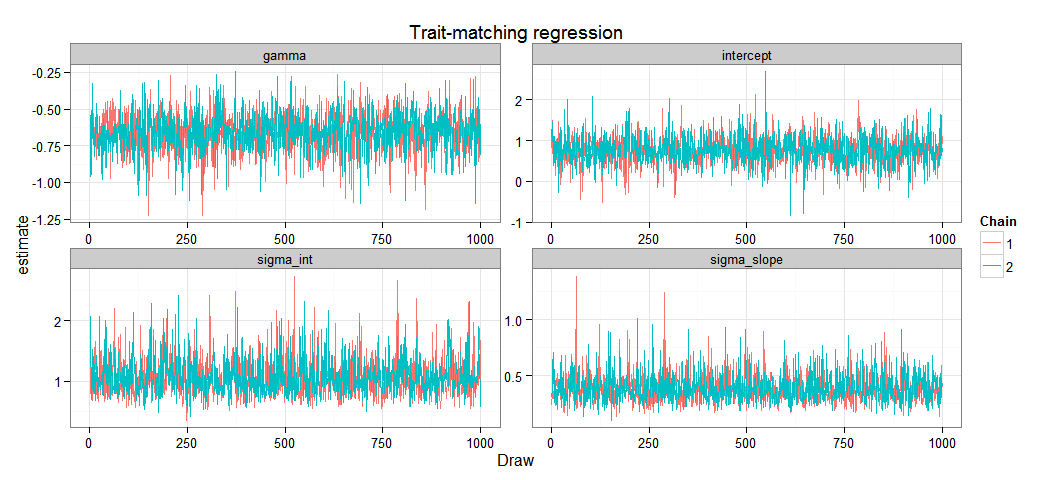 Trait-matching regression
gamma
intercept
-0.25
-0.50
-0.75
-1.00
-1.25
2
1
0
-1
0 250 500 750 1000
0 250 500 750 1000
estimate
sigma_int
sigma_slope
2
1
1.0
0.5
0 250 500 750 1000
0 250 500 750 1000
Draw
Chain
1
2